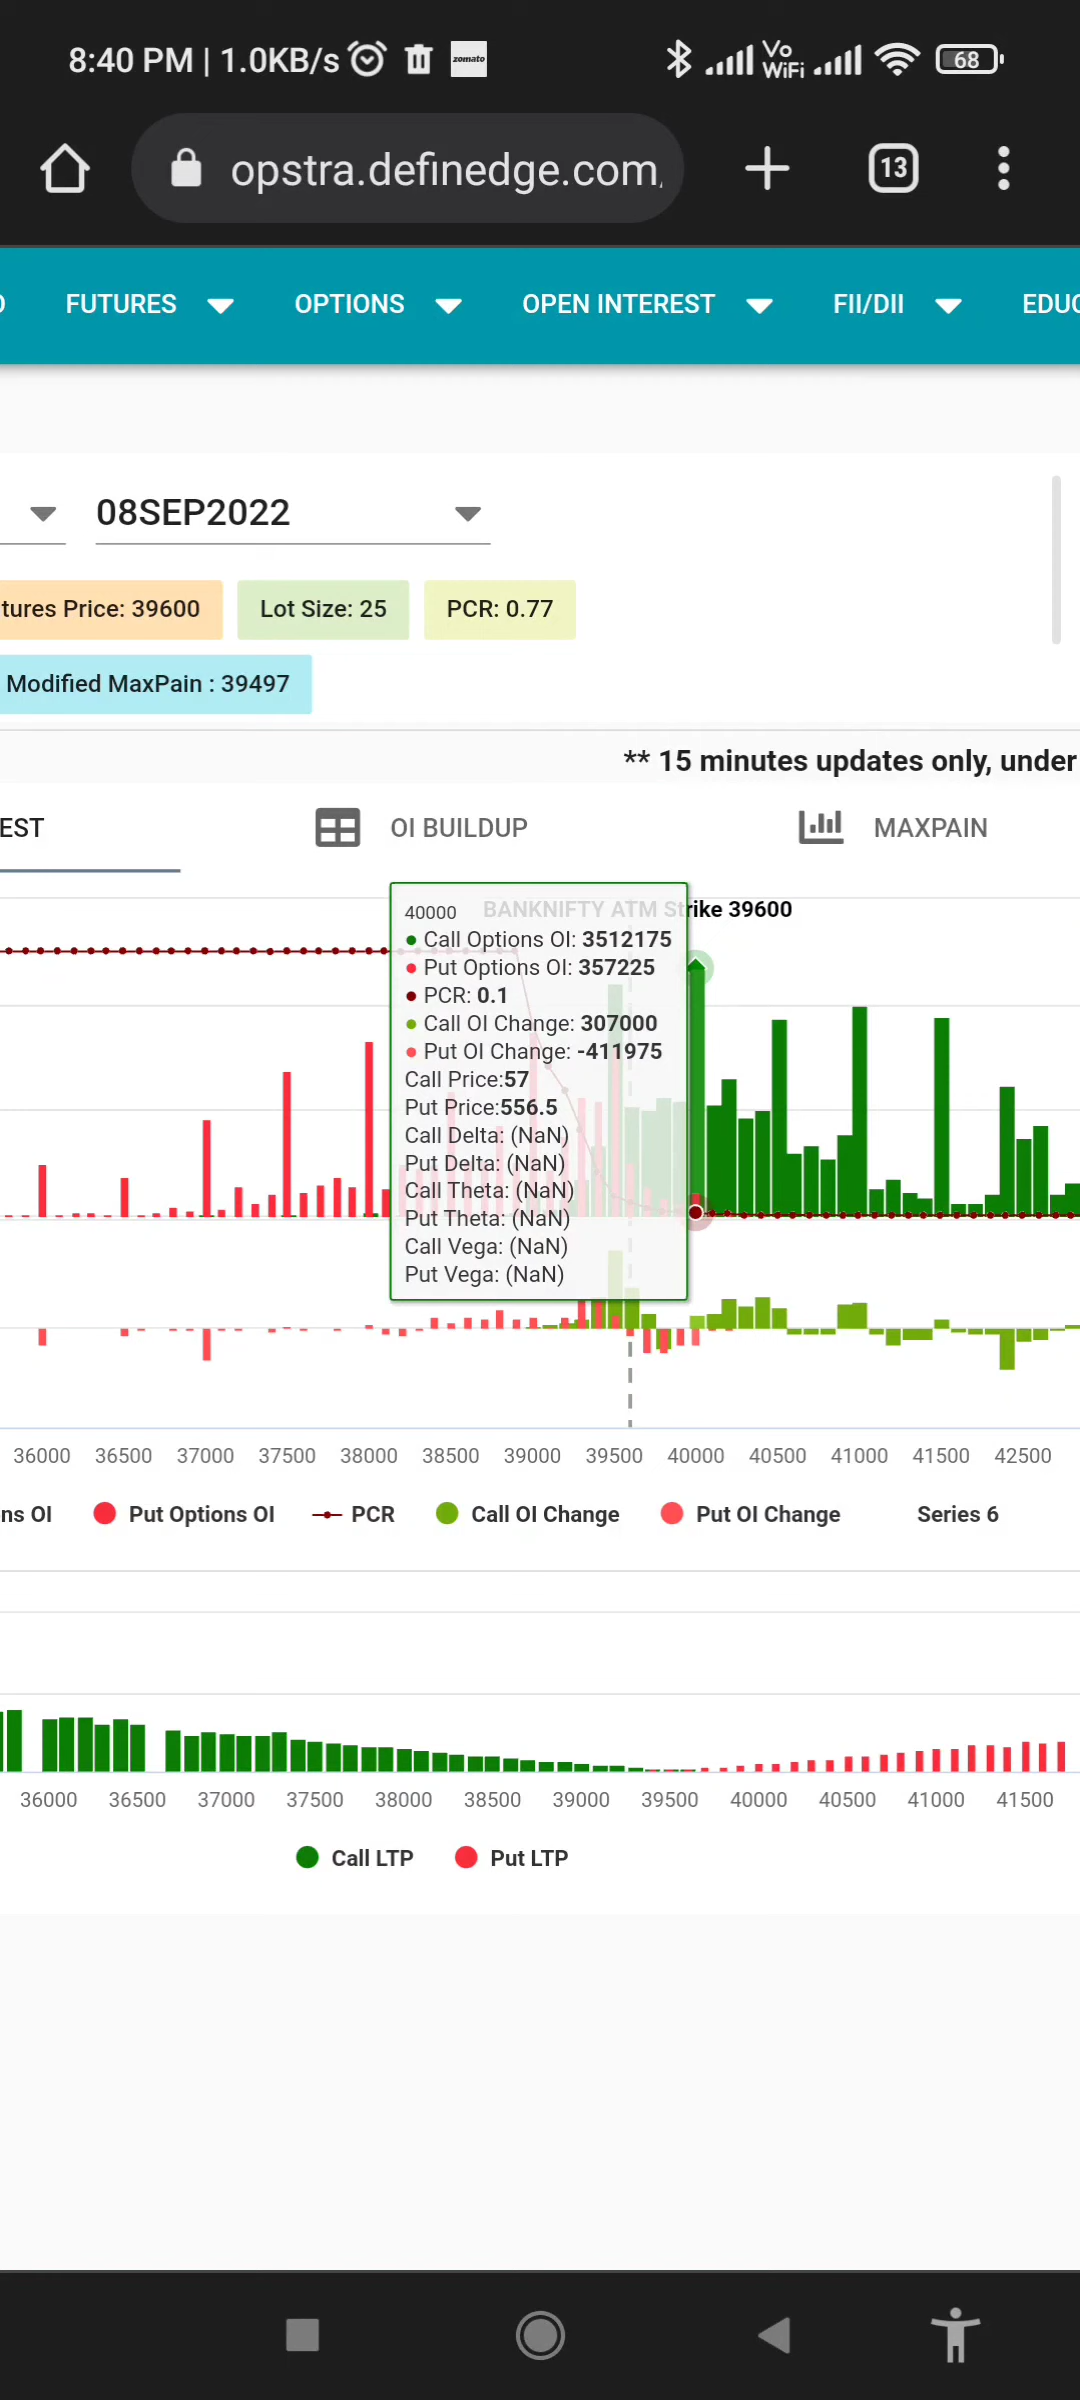 8:40 PM | 1.0KB/s zomato Vo WiFi 68
opstra.definedge.com
13
FUTURES OPTIONS OPEN INTEREST FII/DII EDUC
08SEP2022
tures Price: 39600 Lot Size: 25 PCR: 0.77
Modified MaxPain : 39497
** 15 minutes updates only, under
EST OI BUILDUP MAXPAIN
BANKNIFTY ATM Strike 39600
40000
Call Options OI: 3512175
Put Options OI: 357225
PCR: 0.1
Call OI Change: 307000
Put OI Change: -411975
Call Price:57
Put Price:556.5
Call Delta: (NaN)
Put Delta: (NaN)
Call Theta: (NaN)
Put Theta: (NaN)
Call Vega: (NaN)
Put Vega: (NaN)
36000 36500 37000 37500 38000 38500 39000 39500 40000 40500 41000 41500 42500
ns OI Put Options OI PCR Call OI Change Put OI Change Series 6
36000 36500 37000 37500 38000 38500 39000 39500 40000 40500 41000 41500
Call LTP Put LTP